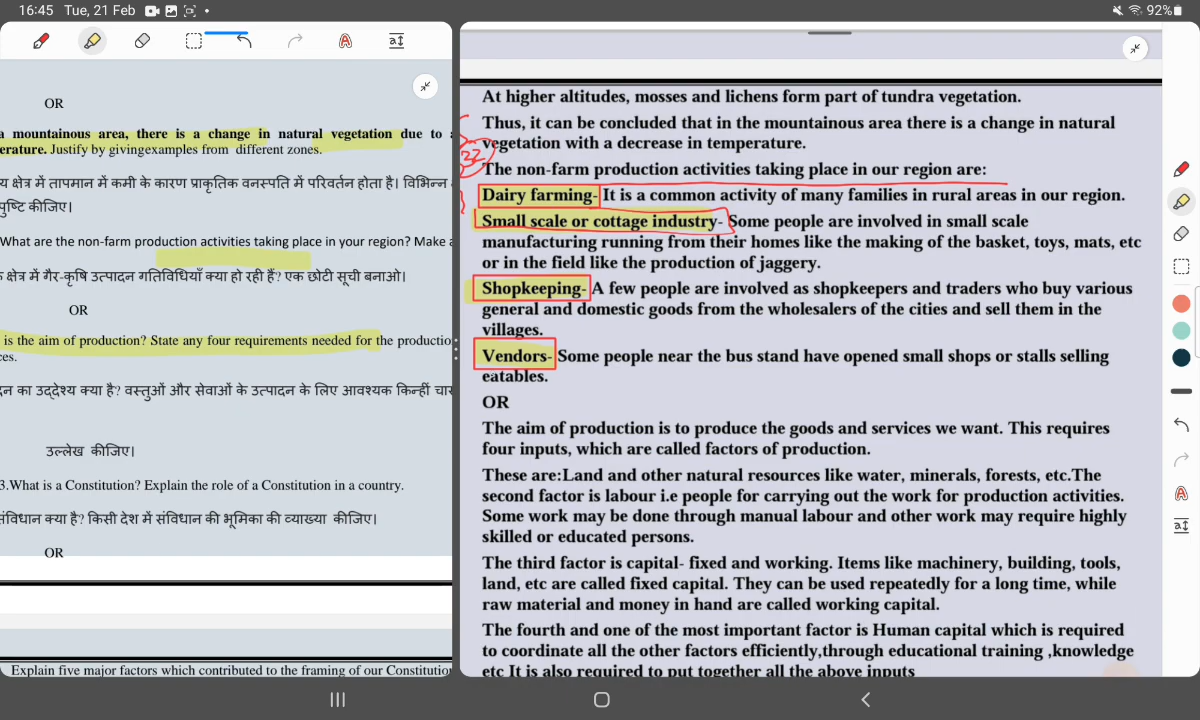 16:45 Tue, 21 Feb
92%
OR
a mountainous area, there is a change in natural vegetation due to
erature. Justify by givingexamples from different zones.
य क्षेत्र में तापमान में कमी के कारण प्राकृतिक वनस्पति में परिवर्तन होता है। विभिन्न
पुष्टि कीजिए।
What are the non-farm production activities taking place in your region? Make a
क्षेत्र में गैर-कृषि उत्पादन गतिविधियाँ क्या हो रही हैं? एक छोटी सूची बनाओ।
OR
is the aim of production? State any four requirements needed for the productio
ces.
दन का उद्देश्य क्या है? वस्तुओं और सेवाओं के उत्पादन के लिए आवश्यक किन्हीं चार
उल्लेख कीजिए।
3.What is a Constitution? Explain the role of a Constitution in a country.
संविधान क्या है? किसी देश में संविधान की भूमिका की व्याख्या कीजिए।
OR
Explain five major factors which contributed to the framing of our Constitutio
At higher altitudes, mosses and lichens form part of tundra vegetation.
Thus, it can be concluded that in the mountainous area there is a change in natural
vegetation with a decrease in temperature.
32
The non-farm production activities taking place in our region are:
Dairy farming- It is a common activity of many families in rural areas in our region.
Small scale or cottage industry- Some people are involved in small scale
manufacturing running from their homes like the making of the basket, toys, mats, etc
or in the field like the production of jaggery.
Shopkeeping- A few people are involved as shopkeepers and traders who buy various
general and domestic goods from the wholesalers of the cities and sell them in the
villages.
Vendors- Some people near the bus stand have opened small shops or stalls selling
eatables.
OR
The aim of production is to produce the goods and services we want. This requires
four inputs, which are called factors of production.
These are:Land and other natural resources like water, minerals, forests, etc.The
second factor is labour i.e people for carrying out the work for production activities.
Some work may be done through manual labour and other work may require highly
skilled or educated persons.
The third factor is capital- fixed and working. Items like machinery, building, tools,
land, etc are called fixed capital. They can be used repeatedly for a long time, while
raw material and money in hand are called working capital.
The fourth and one of the most important factor is Human capital which is required
to coordinate all the other factors efficiently,through educational training ,knowledge
etc It is also required to put together all the above inputs